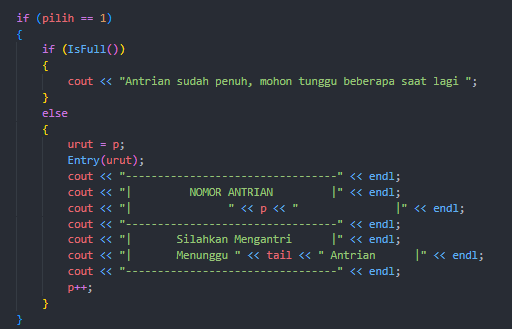 if (pilih == 1)
{
    if (IsFull())
    {
        cout << "Antrian sudah penuh, mohon tunggu beberapa saat lagi ";
    }
    else
    {
        urut = p;
        Entry(urut);
        cout << "---------------------------------" << endl;
        cout << "|         NOMOR ANTRIAN         |" << endl;
        cout << "|               " << p << "               |" << endl;
        cout << "---------------------------------" << endl;
        cout << "|       Silahkan Mengantri      |" << endl;
        cout << "|       Menunggu " << tail << " Antrian      |" << endl;
        cout << "---------------------------------" << endl;
        p++;
    }
}